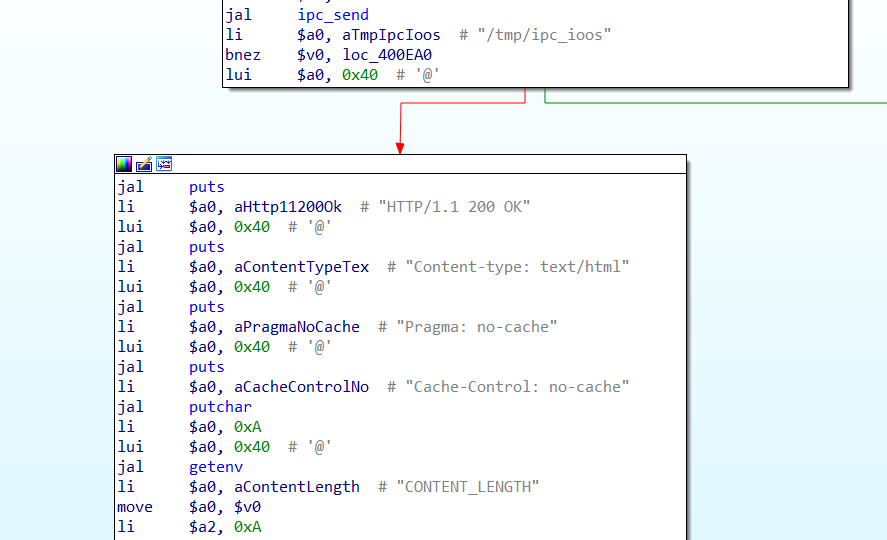 jal ipc_send
li $a0, aTmpIpcIoos # "/tmp/ipc_ioos"
bnez $v0, loc_400EA0
lui $a0, 0x40 # '@'
jal puts
li $a0, aHttp11200Ok # "HTTP/1.1 200 OK"
lui $a0, 0x40 # '@'
jal puts
li $a0, aContentTypeTex # "Content-type: text/html"
lui $a0, 0x40 # '@'
jal puts
li $a0, aPragmaNoCache # "Pragma: no-cache"
lui $a0, 0x40 # '@'
jal puts
li $a0, aCacheControlNo # "Cache-Control: no-cache"
jal putchar
li $a0, 0xA
lui $a0, 0x40 # '@'
jal getenv
li $a0, aContentLength # "CONTENT_LENGTH"
move $a0, $v0
li $a2, 0xA